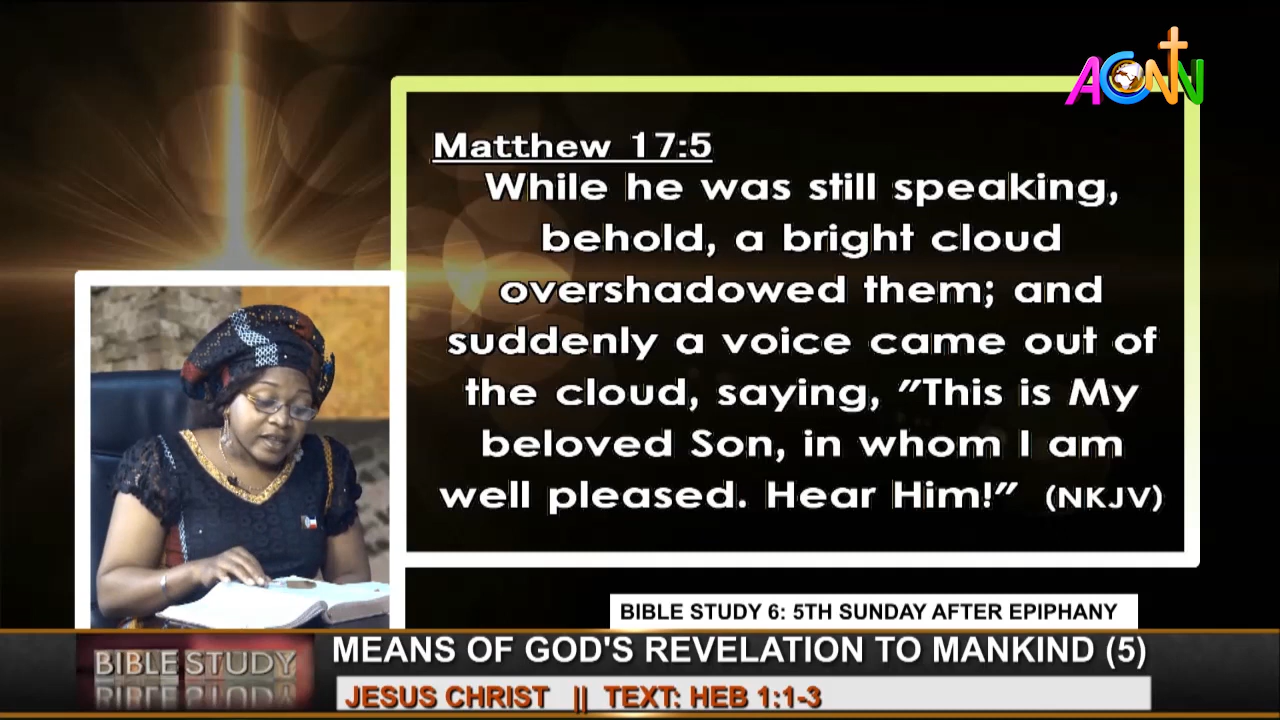 ACNN
Matthew 17:5
While he was still speaking,
behold, a bright cloud
overshadowed them; and
suddenly a voice came out of
the cloud, saying, "This is My
beloved Son, in whom I am
well pleased. Hear Him!" (NKJV)
BIBLE STUDY 6: 5TH SUNDAY AFTER EPIPHANY
BIBLE STUDY
MEANS OF GOD'S REVELATION TO MANKIND (5)
JESUS CHRIST || TEXT: HEB 1:1-3